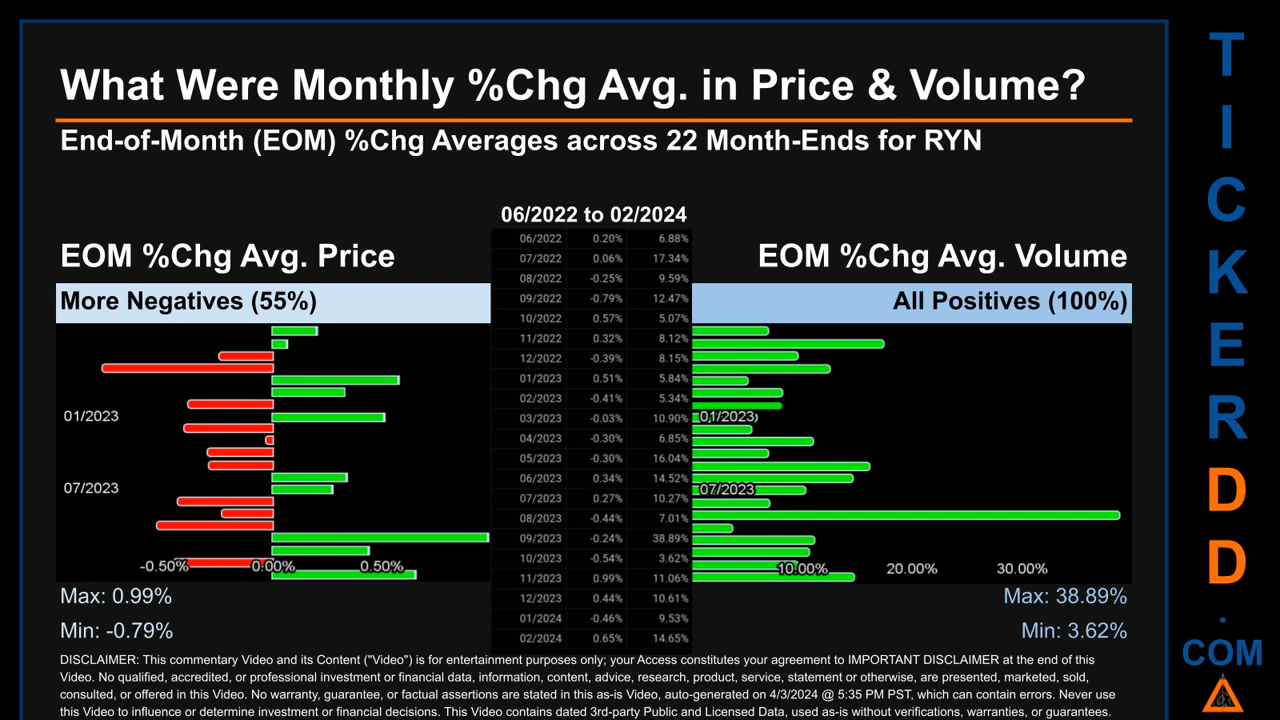 What Were Monthly %Chg Avg. in Price & Volume?
End-of-Month (EOM) %Chg Averages across 22 Month-Ends for RYN
06/2022 to 02/2024
EOM %Chg Avg. Price
EOM %Chg Avg. Volume
More Negatives (55%)
All Positives (100%)
06/2022 0.20% 6.88%
07/2022 0.06% 17.34%
08/2022 -0.25% 9.59%
09/2022 -0.79% 12.47%
10/2022 0.57% 5.07%
11/2022 0.32% 8.12%
12/2022 -0.39% 8.15%
01/2023 0.51% 5.84%
02/2023 -0.41% 5.34%
03/2023 -0.03% 10.90%
04/2023 -0.30% 6.85%
05/2023 -0.30% 16.04%
06/2023 0.34% 14.52%
07/2023 0.27% 10.27%
08/2023 -0.44% 7.01%
09/2023 -0.24% 38.89%
10/2023 -0.54% 3.62%
11/2023 0.99% 11.06%
12/2023 0.44% 10.61%
01/2024 -0.46% 9.53%
02/2024 0.65% 14.65%
01/2023
07/2023
-0.50% 0.00% 0.50%
01/2023
07/2023
10.00% 20.00% 30.00%
Max: 0.99%
Min: -0.79%
Max: 38.89%
Min: 3.62%
DISCLAIMER: This commentary Video and its Content ("Video") is for entertainment purposes only; your Access constitutes your agreement to IMPORTANT DISCLAIMER at the end of this
Video. No qualified, accredited, or professional investment or financial data, information, content, advice, research, product, service, statement or otherwise, are presented, marketed, sold,
consulted, or offered in this Video. No warranty, guarantee, or factual assertions are stated in this as-is Video, auto-generated on 4/3/2024 @ 5:35 PM PST, which can contain errors. Never use
this Video to influence or determine investment or financial decisions. This Video contains dated 3rd-party Public and Licensed Data, used as-is without verifications, warranties, or guarantees.
T
I
C
K
E
R
D
D
.
COM